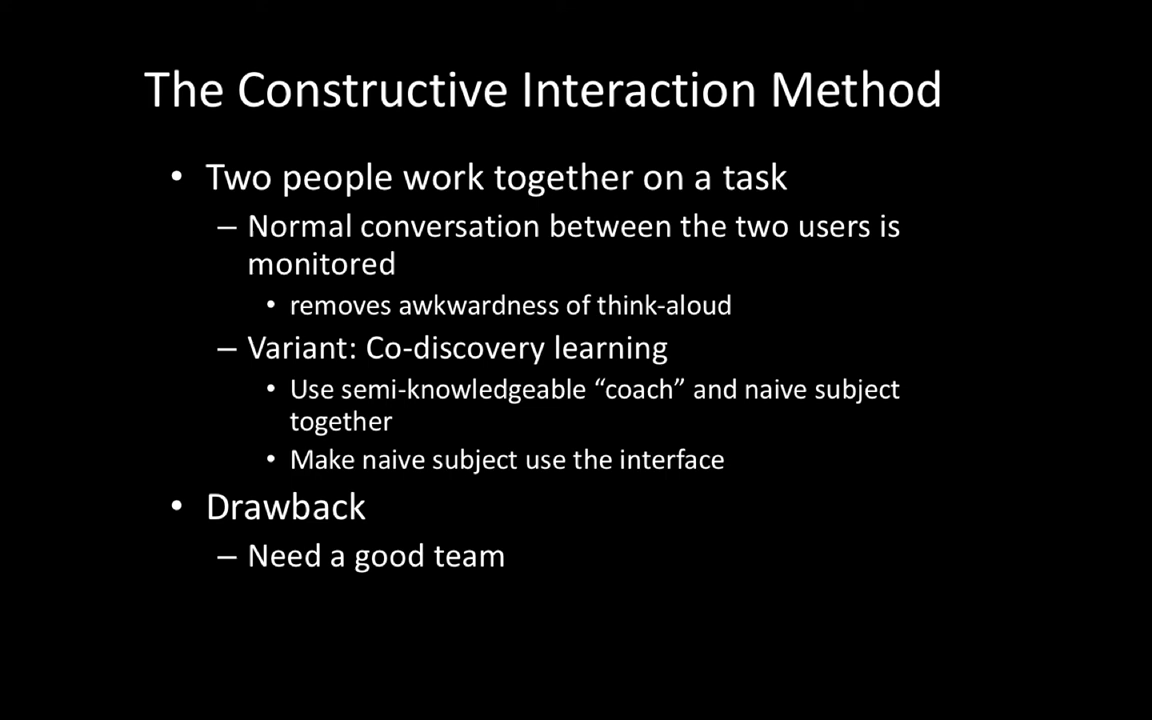 The Constructive Interaction Method
• Two people work together on a task
– Normal conversation between the two users is
monitored
• removes awkwardness of think-aloud
– Variant: Co-discovery learning
• Use semi-knowledgeable “coach” and naive subject
together
• Make naive subject use the interface
• Drawback
– Need a good team